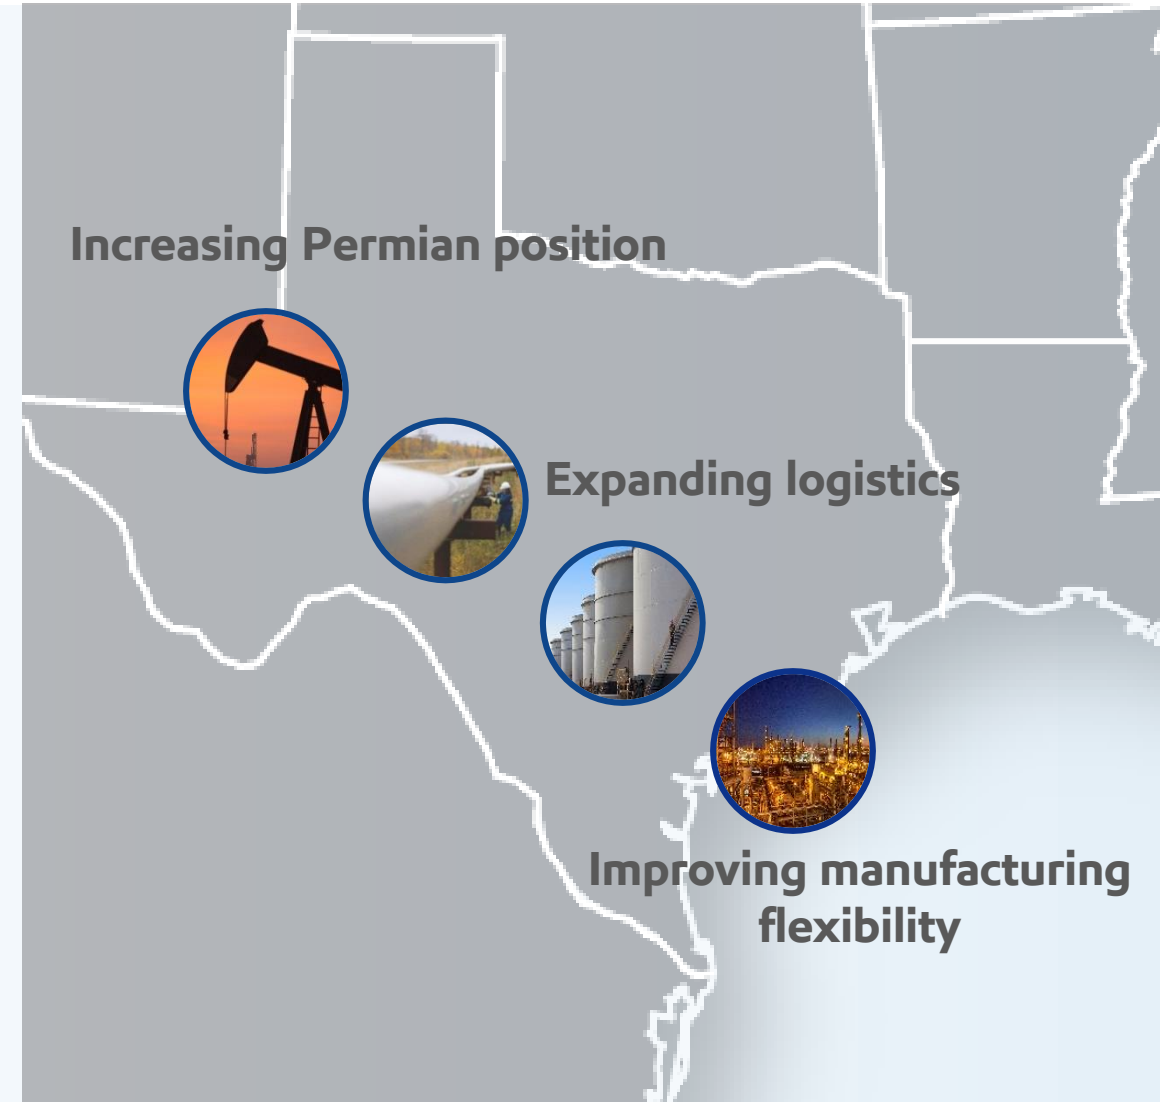 Increasing Permian position
Expanding logistics
Improving manufacturing
flexibility